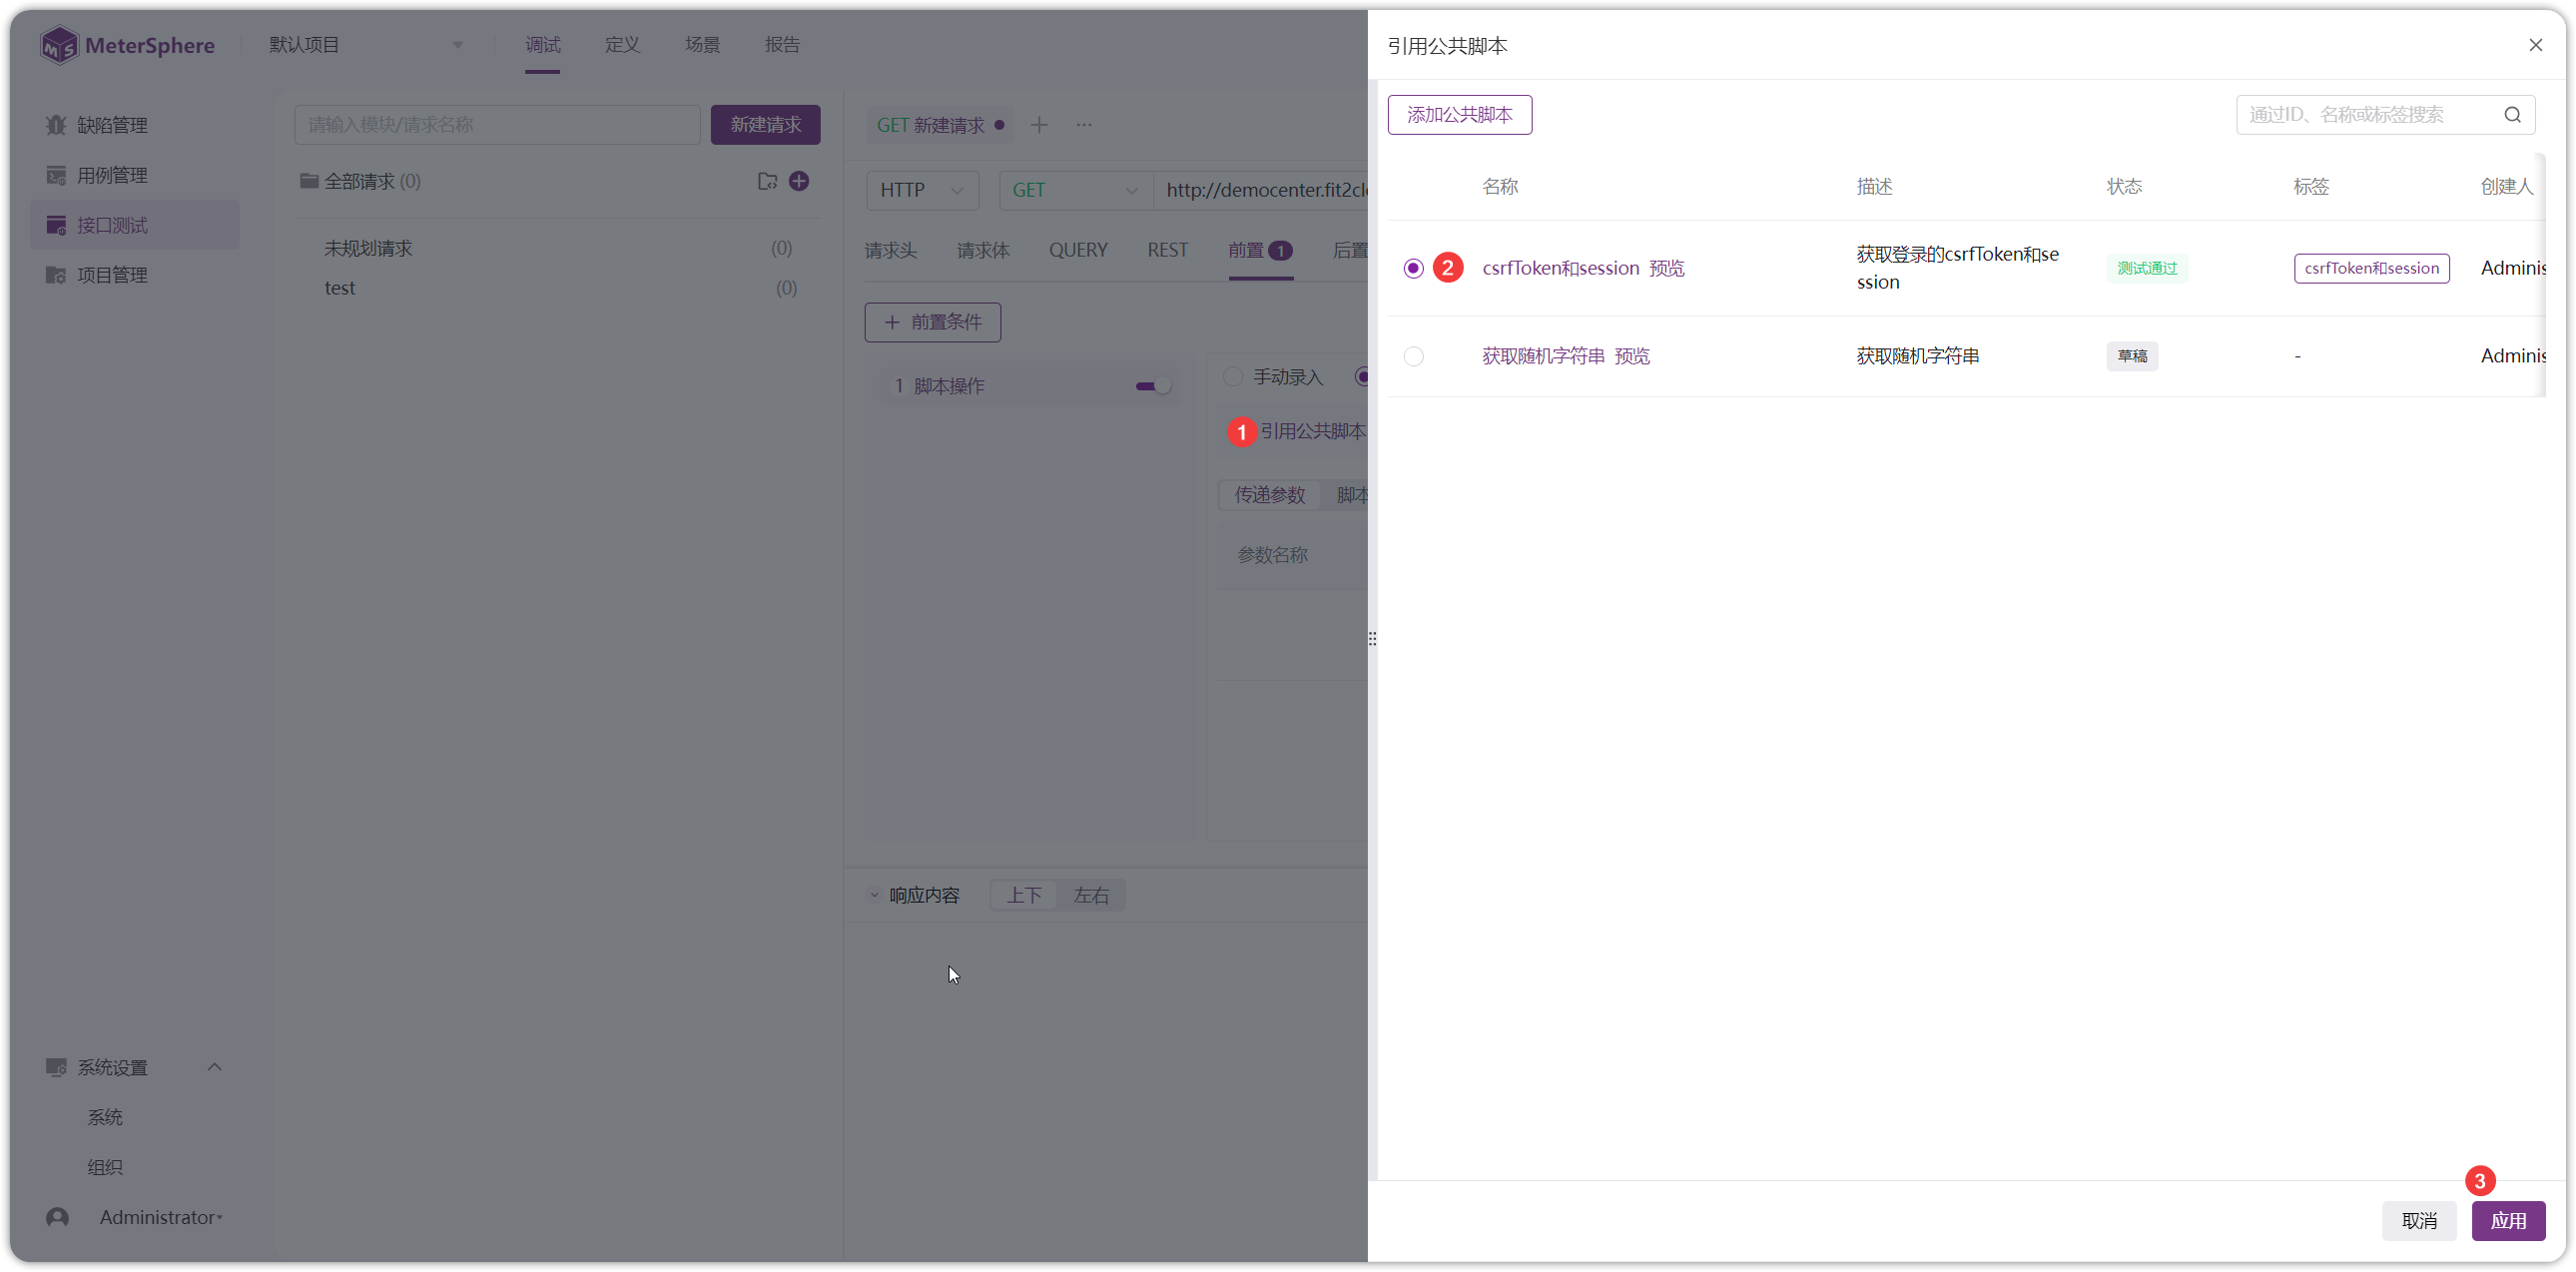 MeterSphere
默认项目
调试
定义
场景
报告
缺陷管理
用例管理
接口测试
项目管理
系统设置
系统
组织
Administrator
请输入模块/请求名称
新建请求
全部请求 (0)
未规划请求 (0)
test (0)
GET 新建请求
HTTP
GET
http://democenter.fit2cl
请求头
请求体
QUERY
REST
前置 1
后置
前置条件
1 脚本操作
手动录入
1 引用公共脚本
传递参数
脚本
参数名称
响应内容
上下
左右
引用公共脚本
添加公共脚本
通过ID、名称或标签搜索
名称
描述
状态
标签
创建人
2 csrfToken和session 预览
获取登录的csrfToken和se
ssion
测试通过
csrfToken和session
Adminis
获取随机字符串 预览
获取随机字符串
草稿
-
Adminis
3
取消
应用